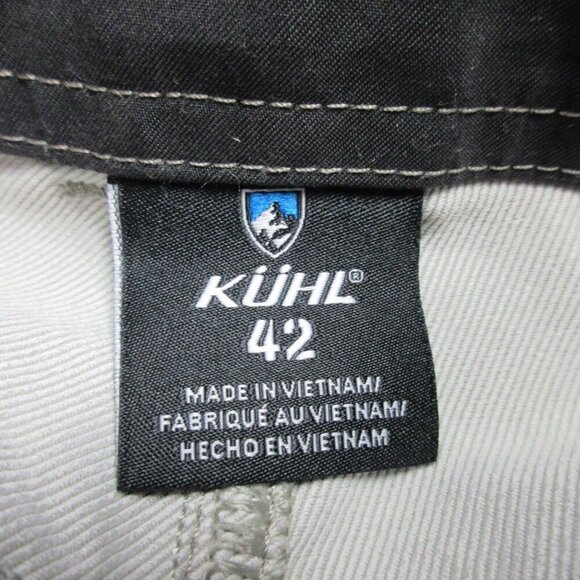 KÜHL®
42
MADE IN VIETNAM/
FABRIQUÉ AU VIETNAM/
HECHO EN VIETNAM